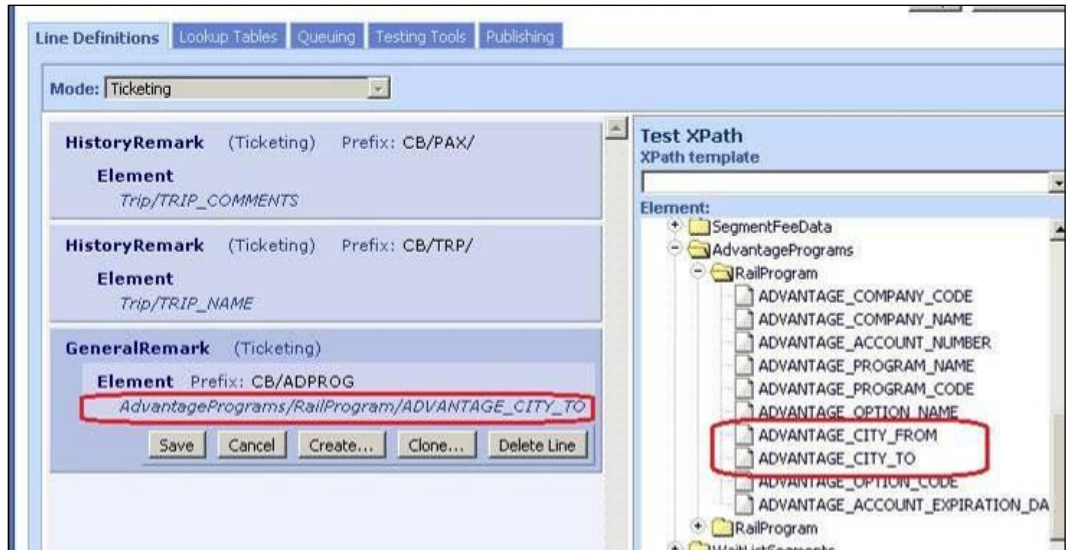 Line Definitions Lookup Tables Queuing Testing Tools Publishing
Mode: Ticketing
HistoryRemark (Ticketing) Prefix: CB/PAX/
Element
Trip/TRIP_COMMENTS
HistoryRemark (Ticketing) Prefix: CB/TRP/
Element
Trip/TRIP_NAME
GeneralRemark (Ticketing)
Element Prefix: CB/ADPROG
AdvantagePrograms/RailProgram/ADVANTAGE_CITY_TO
Save Cancel Create... Clone... Delete Line
Test XPath
XPath template
Element:
SegmentFeeData
AdvantagePrograms
RailProgram
ADVANTAGE_COMPANY_CODE
ADVANTAGE_COMPANY_NAME
ADVANTAGE_ACCOUNT_NUMBER
ADVANTAGE_PROGRAM_NAME
ADVANTAGE_PROGRAM_CODE
ADVANTAGE_OPTION_NAME
ADVANTAGE_CITY_FROM
ADVANTAGE_CITY_TO
ADVANTAGE_OPTION_CODE
ADVANTAGE_ACCOUNT_EXPIRATION_DA
RailProgram
WaitListSegments